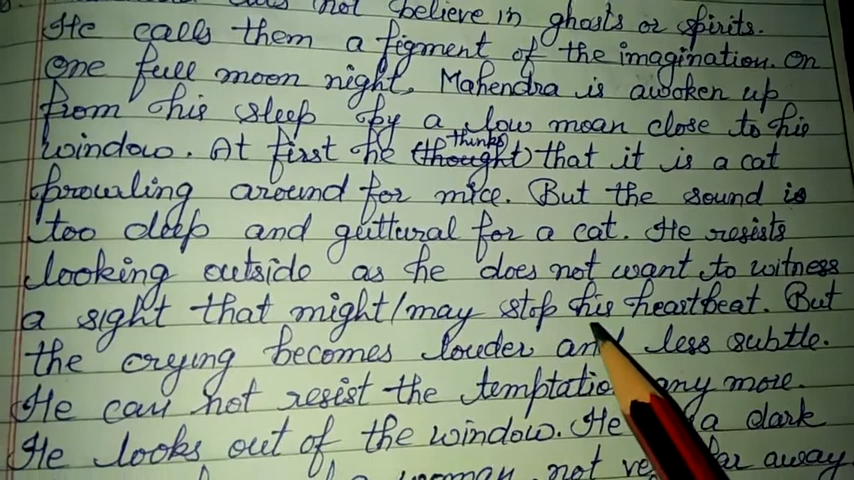 does not believe in ghosts or spirits.
He calls them a figment of the imagination. On
one full moon night, Mahendra is awoken up
from his sleep by a low moan close to his
window. At first he (thought) thinks that it is a cat
prowling around for mice. But the sound is
too deep and guttural for a cat. He resists
looking outside as he does not want to witness
a sight that might/may stop his heartbeat. But
the crying becomes louder and less subtle.
He can not resist the temptation any more.
He looks out of the window. He a dark
woman, not far away